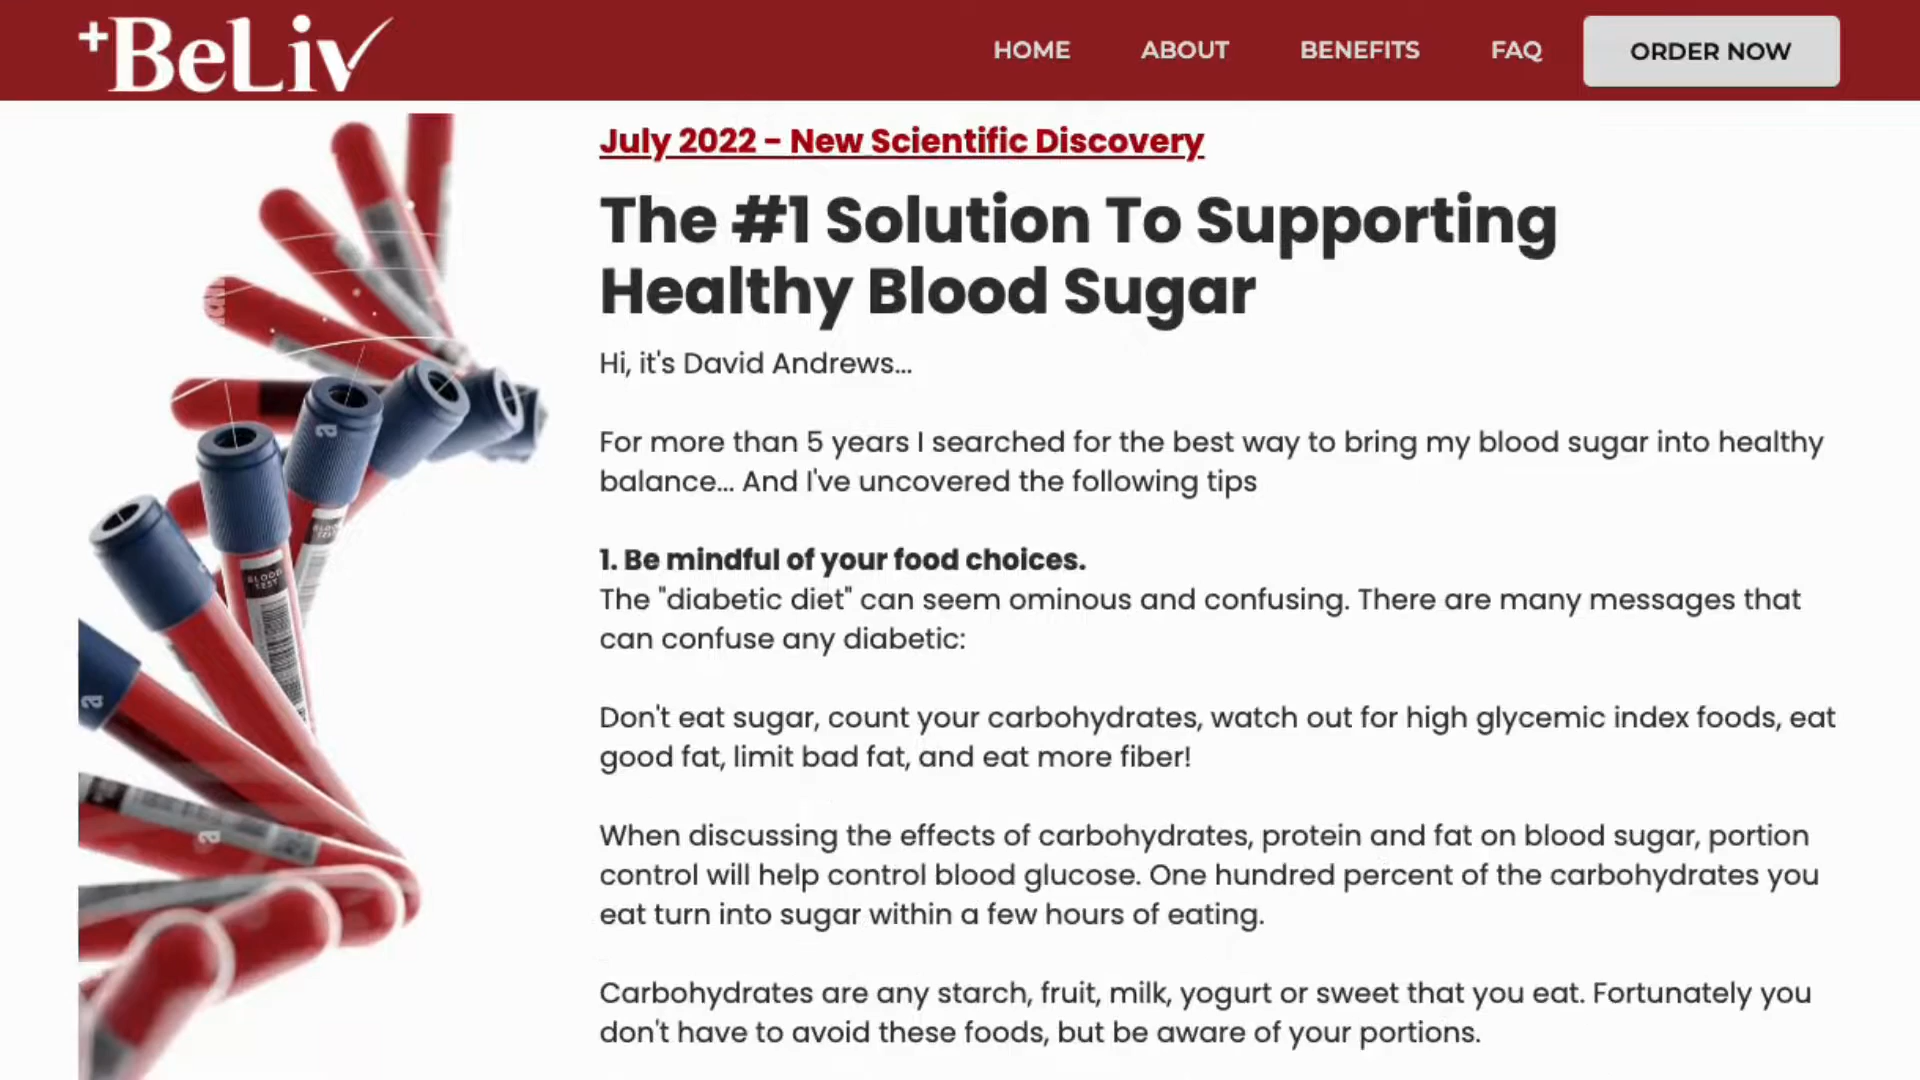 +BeLiv
HOME ABOUT BENEFITS FAQ ORDER NOW
July 2022 - New Scientific Discovery
The #1 Solution To Supporting
Healthy Blood Sugar
Hi, it's David Andrews...
For more than 5 years I searched for the best way to bring my blood sugar into healthy
balance... And I've uncovered the following tips
1. Be mindful of your food choices.
The "diabetic diet" can seem ominous and confusing. There are many messages that
can confuse any diabetic:
Don't eat sugar, count your carbohydrates, watch out for high glycemic index foods, eat
good fat, limit bad fat, and eat more fiber!
When discussing the effects of carbohydrates, protein and fat on blood sugar, portion
control will help control blood glucose. One hundred percent of the carbohydrates you
eat turn into sugar within a few hours of eating.
Carbohydrates are any starch, fruit, milk, yogurt or sweet that you eat. Fortunately you
don't have to avoid these foods, but be aware of your portions.
BLOOD
TEST
a
a
a